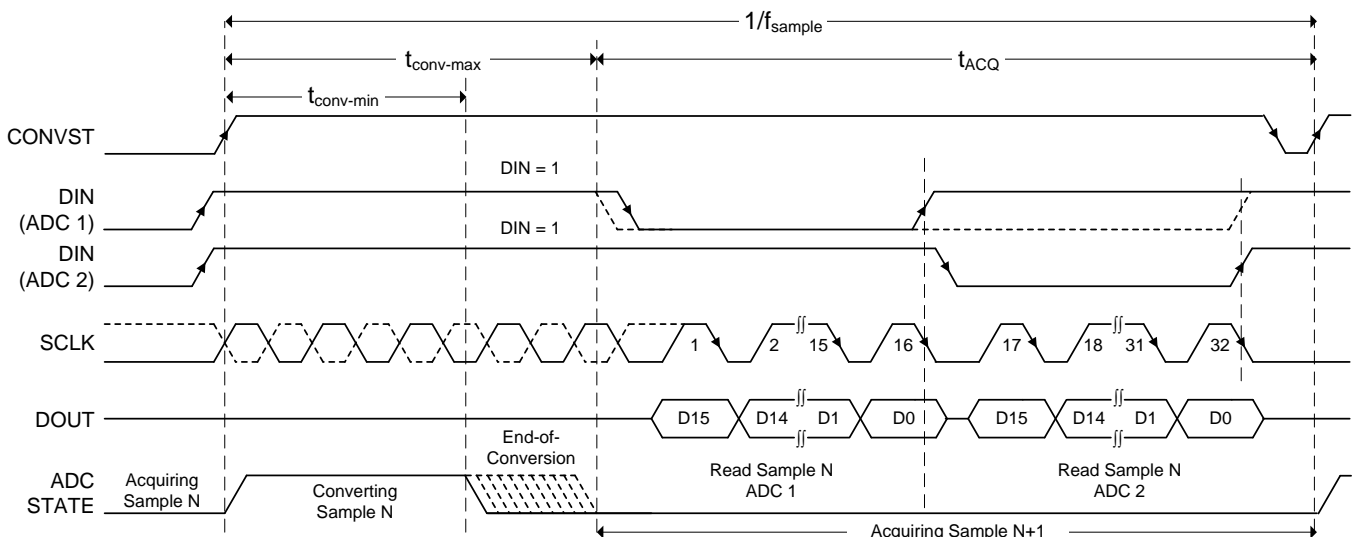 1/fsample
tconv-max
tACQ
tconv-min
CONVST
DIN = 1
DIN
(ADC 1)
DIN = 1
DIN
(ADC 2)
SCLK
1
2
15
16
17
18
31
32
DOUT
D15
D14
D1
D0
D15
D14
D1
D0
End-of-
Conversion
ADC
STATE
Acquiring
Sample N
Converting
Sample N
Read Sample N
ADC 1
Read Sample N
ADC 2
Acquiring Sample N+1